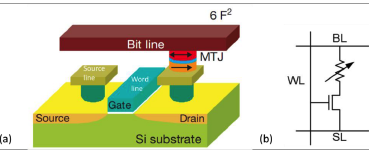 6 F²
Bit line
MTJ
Source
line
Word
line
Gate
Source
Drain
Si substrate
(a)
BL
WL
SL
(b)